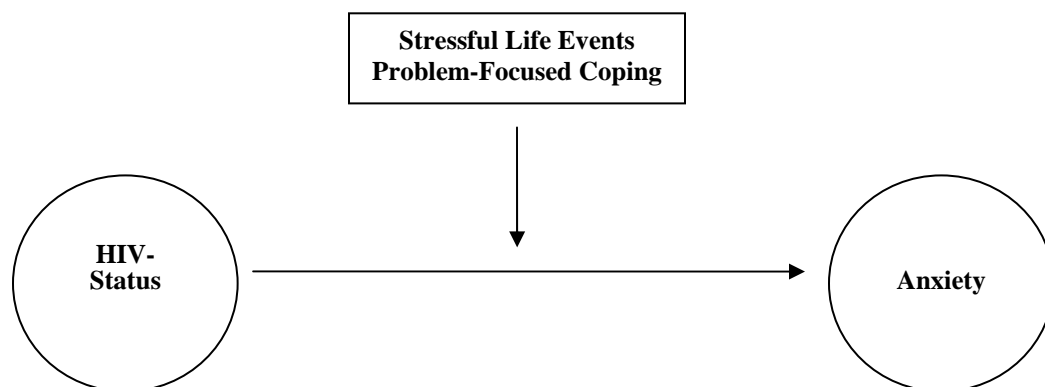 Stressful Life Events
Problem-Focused Coping
HIV-
Status
Anxiety